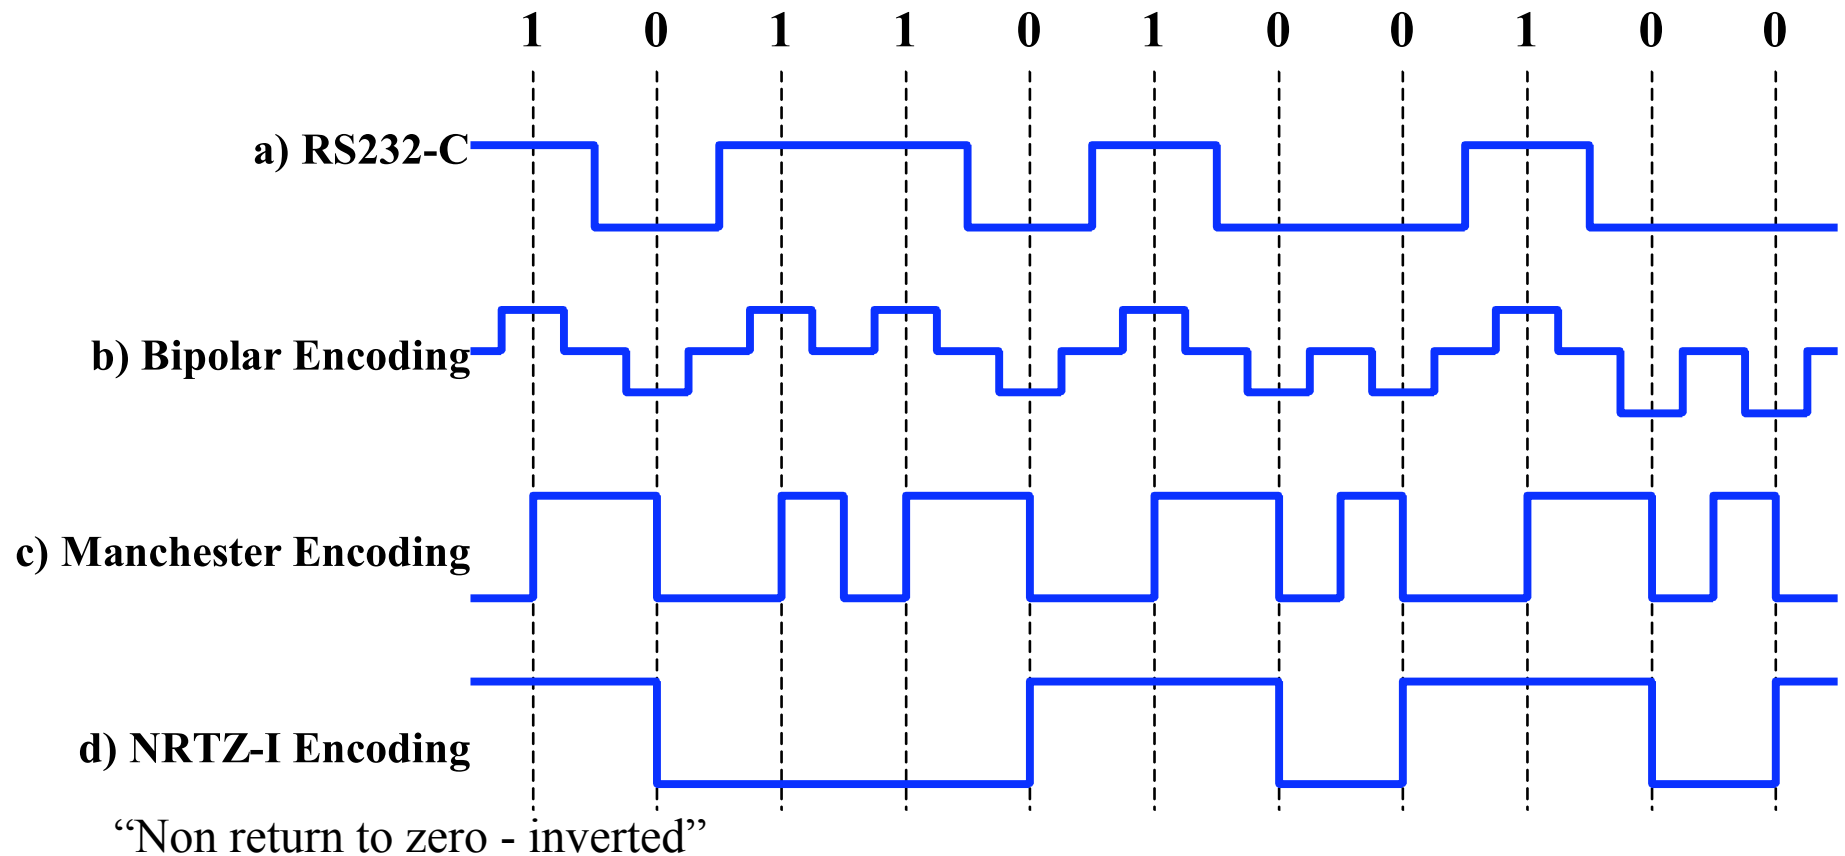 1 0 1 1 0 1 0 0 1 0 0
a) RS232-C
b) Bipolar Encoding
c) Manchester Encoding
d) NRTZ-I Encoding
“Non return to zero - inverted”